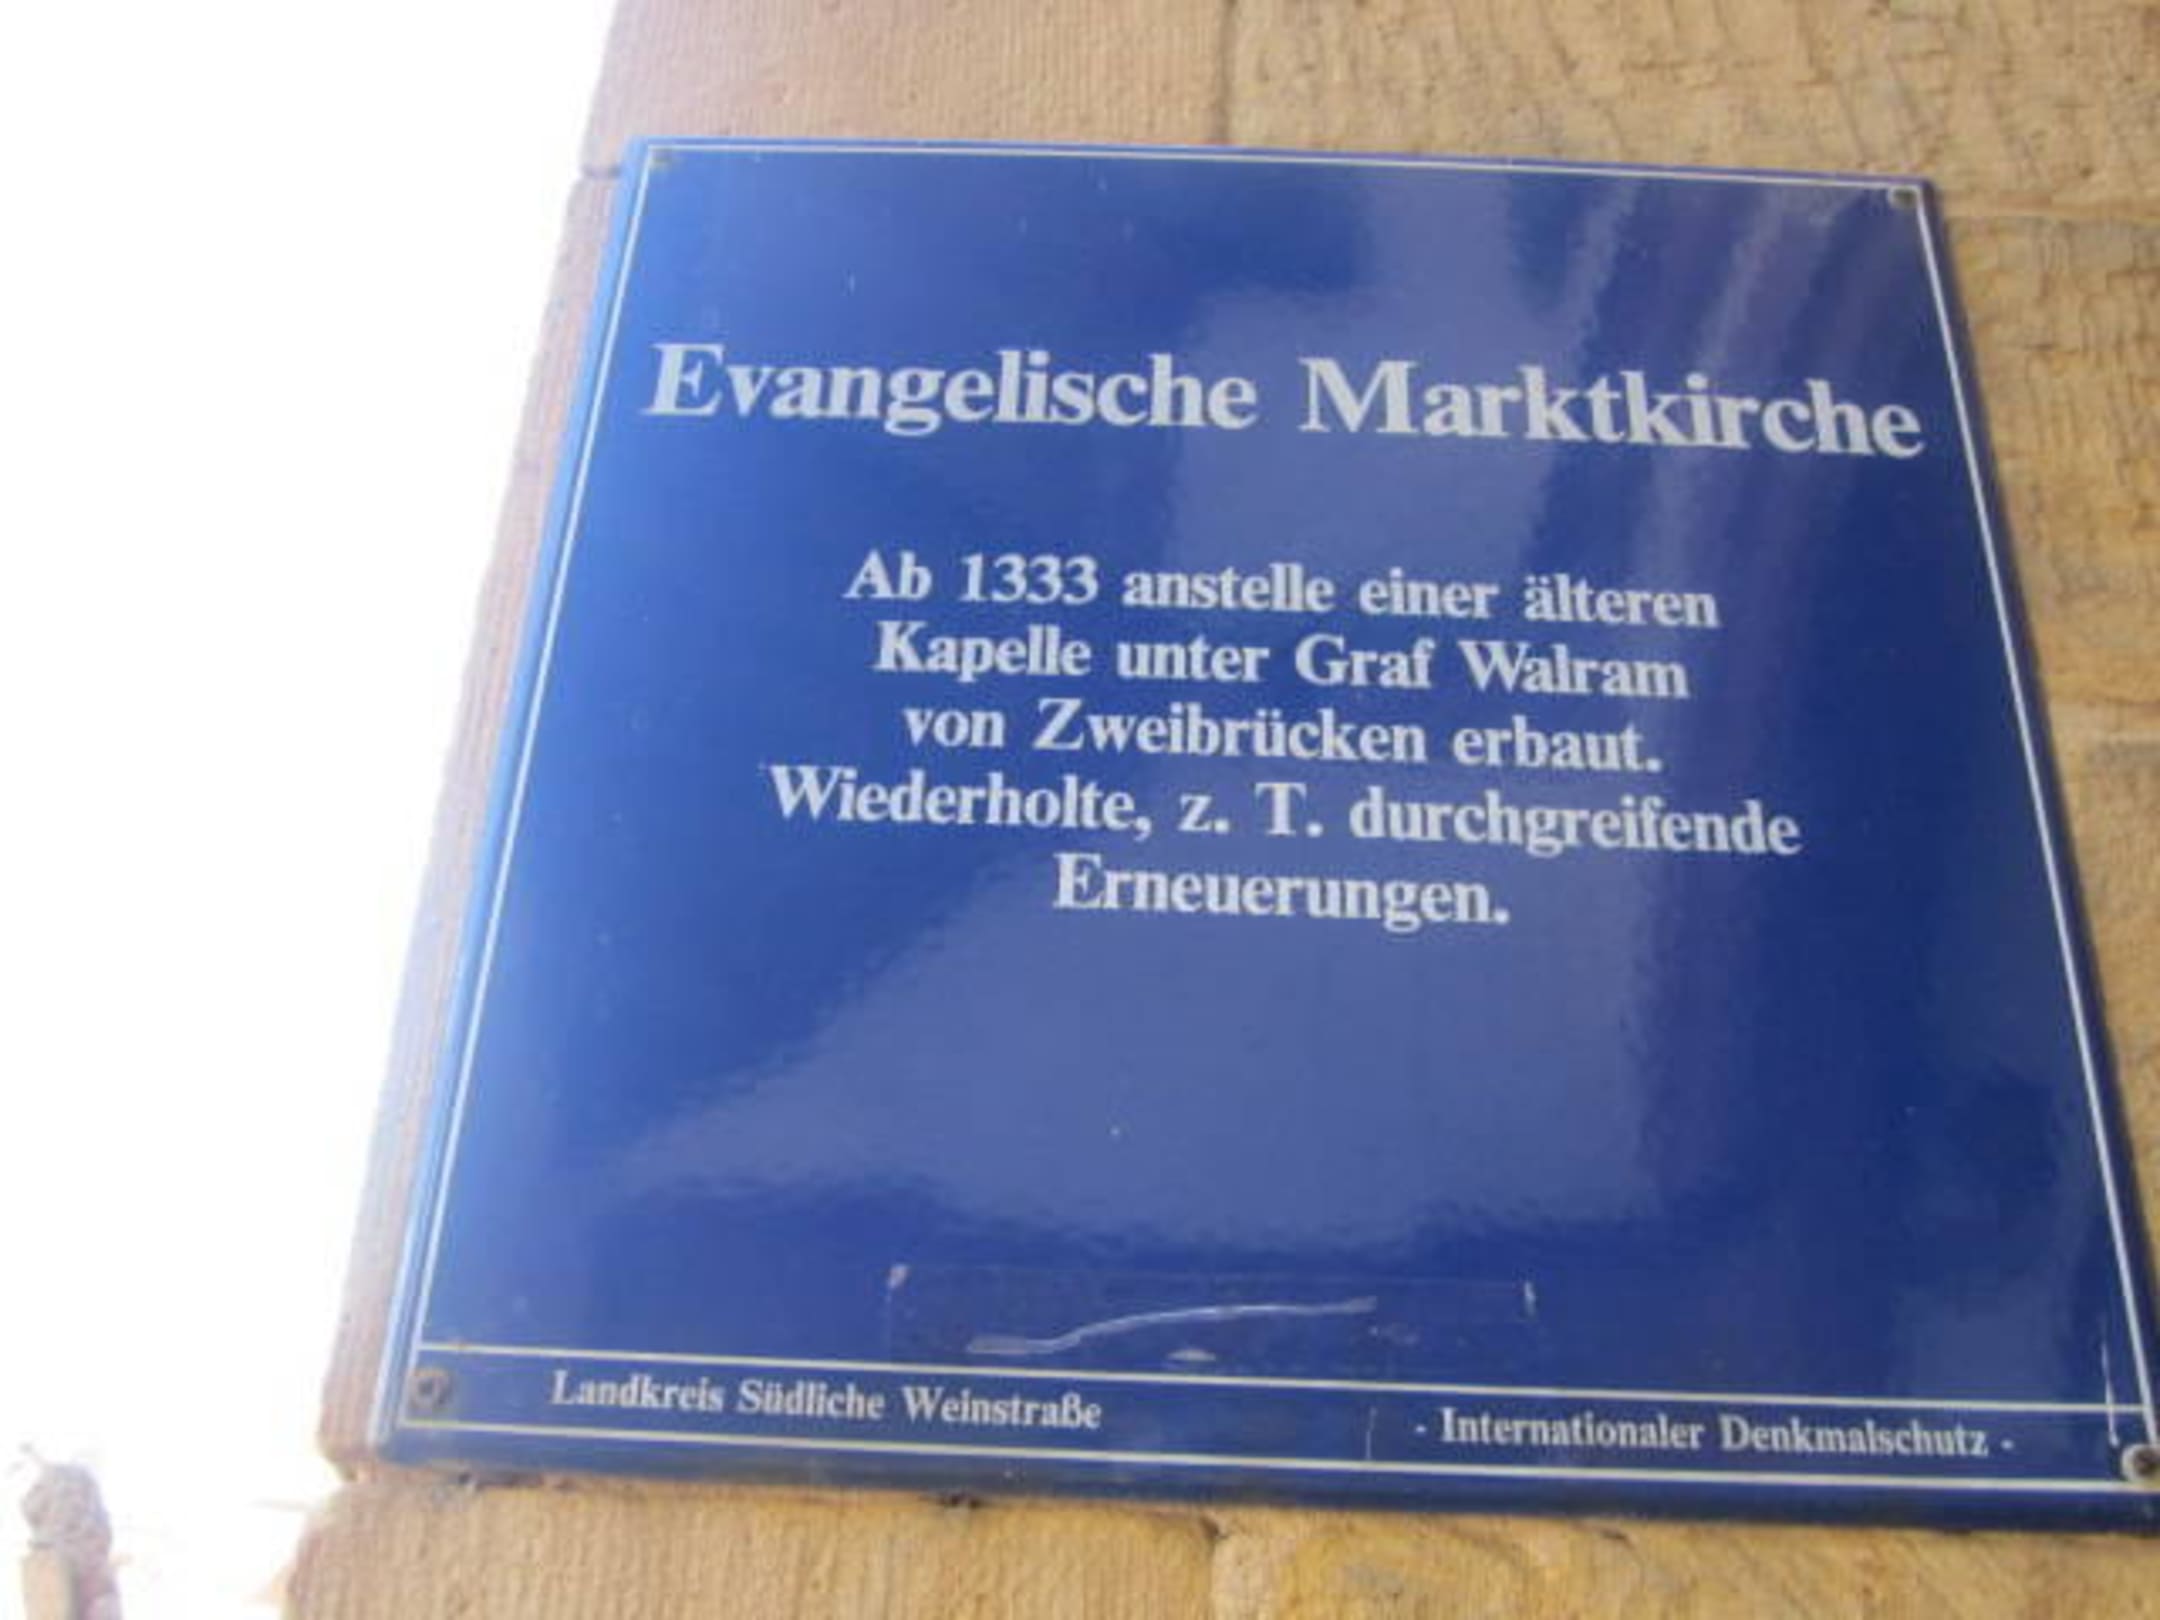 Evangelische Marktkirche
Ab 1333 anstelle einer älteren
Kapelle unter Graf Walram
von Zweibrücken erbaut.
Wiederholte, z. T. durchgreifende
Erneuerungen.
Landkreis Südliche Weinstraße - Internationaler Denkmalschutz -